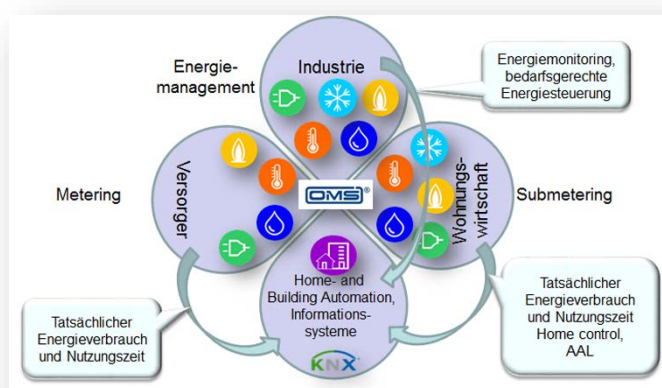 Energie-
management
Industrie
Energiemonitoring,
bedarfsgerechte
Energiesteuerung
Metering
Versorger
OMS®
Wohnungs-
wirtschaft
Submetering
Home- and
Building Automation,
Informations-
systeme
KNX
Tatsächlicher
Energieverbrauch
und Nutzungszeit
Tatsächlicher
Energieverbrauch
und Nutzungszeit
Home control,
AAL